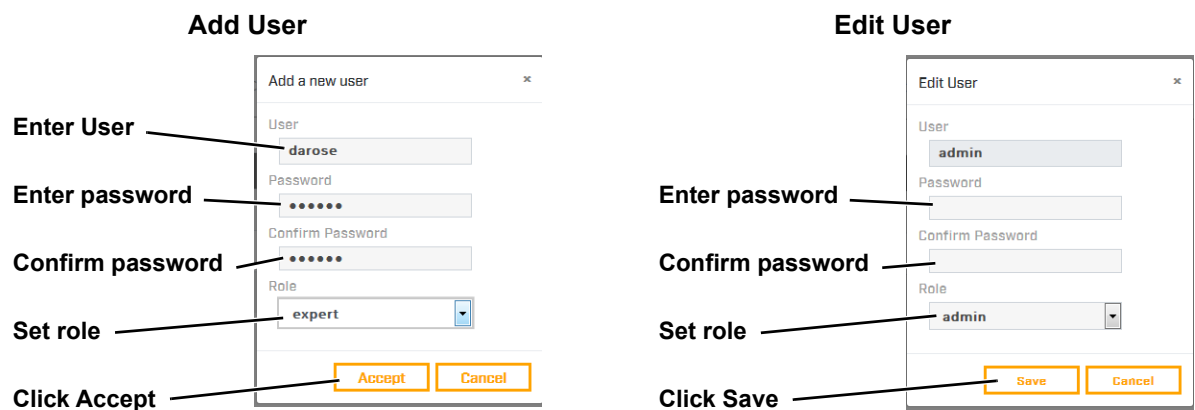 Add User
Add a new user ×
Enter User
User
darose
Enter password
Password
●●●●●●
Confirm password
Confirm Password
●●●●●●
Set role
Role
expert
Click Accept
Accept Cancel
Edit User
Edit User ×
User
admin
Enter password
Password
Confirm password
Confirm Password
Set role
Role
admin
Click Save
Save Cancel